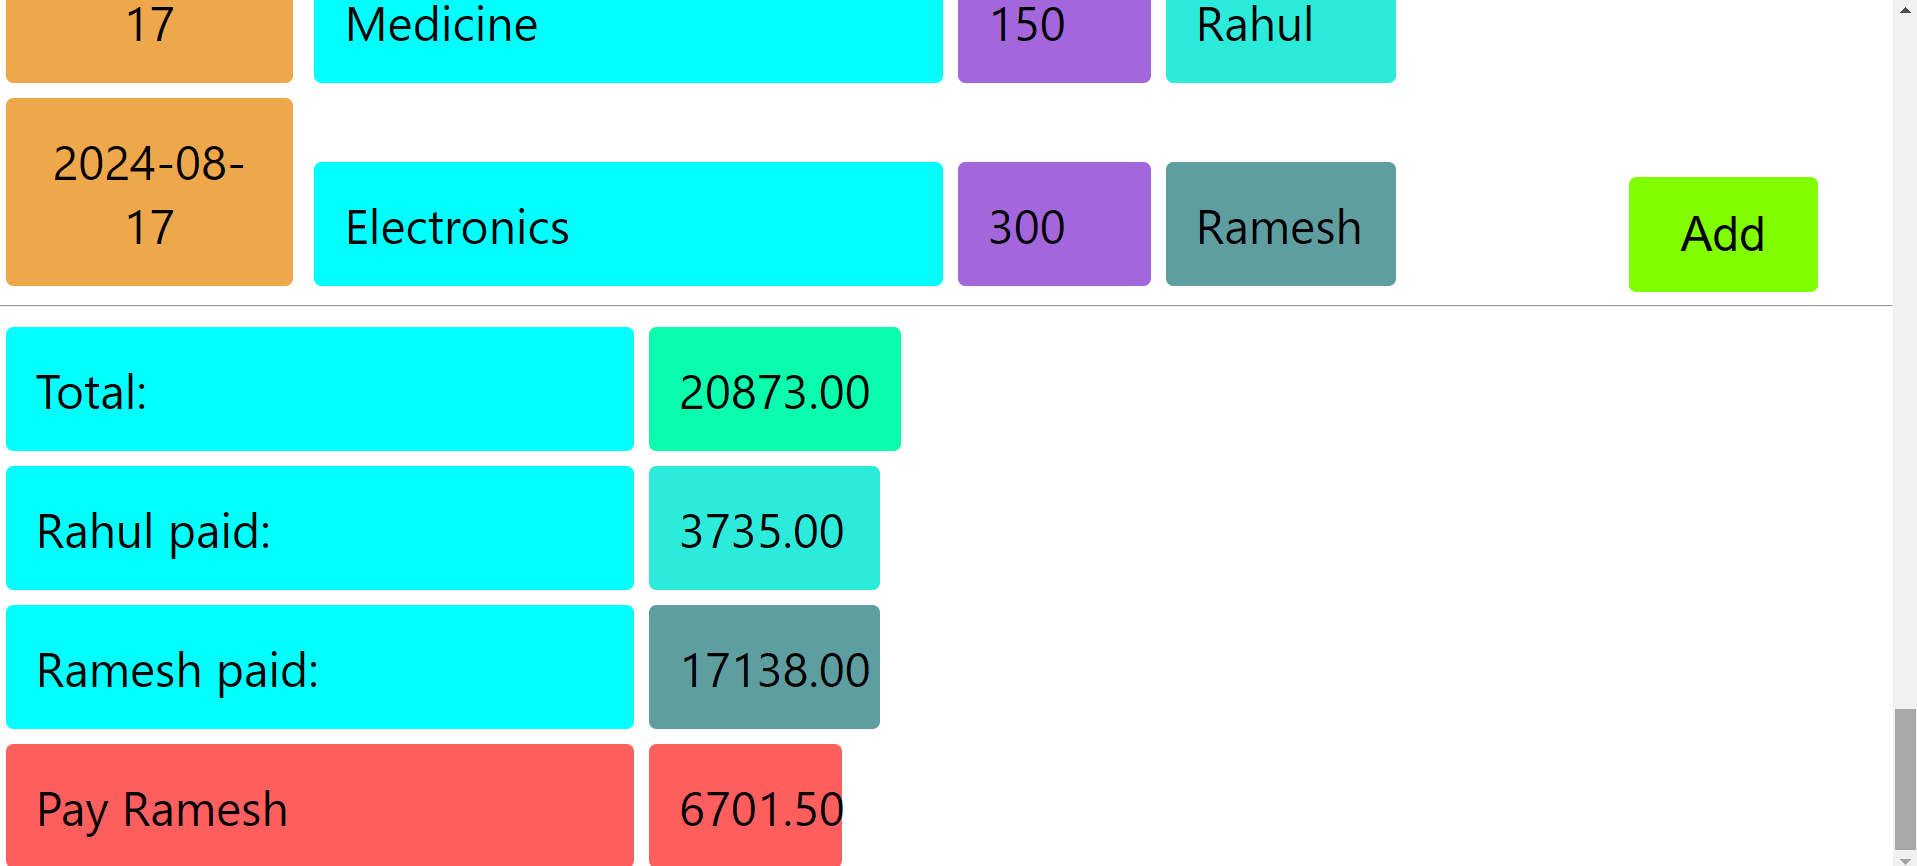 17 Medicine 150 Rahul
2024-08-
17 Electronics 300 Ramesh Add
Total: 20873.00
Rahul paid: 3735.00
Ramesh paid: 17138.00
Pay Ramesh 6701.50